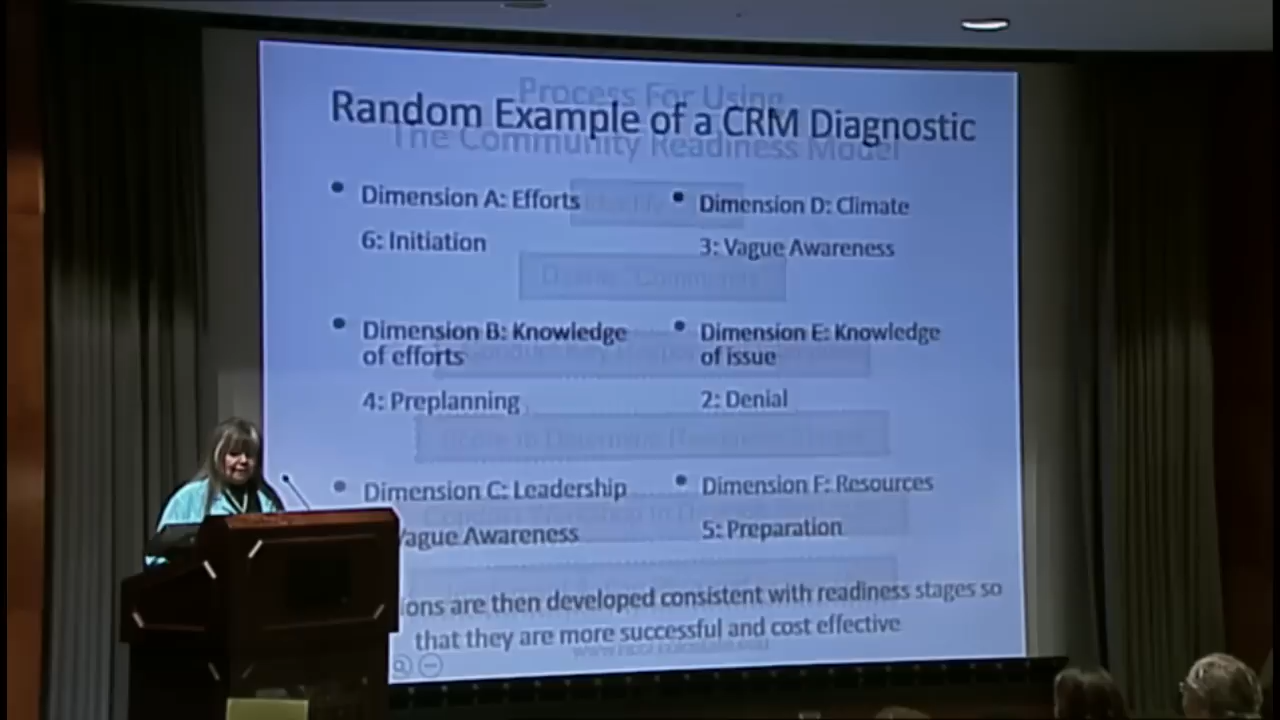 Process For Using
Random Example of a CRM Diagnostic
The Community Readiness Model
Dimension A: Efforts
6: Initiation
Dimension B: Knowledge
of efforts
4: Preplanning
Dimension C: Leadership
Vague Awareness
Dimension D: Climate
3: Vague Awareness
Dimension E: Knowledge
of issue
2: Denial
Dimension F: Resources
5: Preparation
ions are then developed consistent with readiness stages so
that they are more successful and cost effective